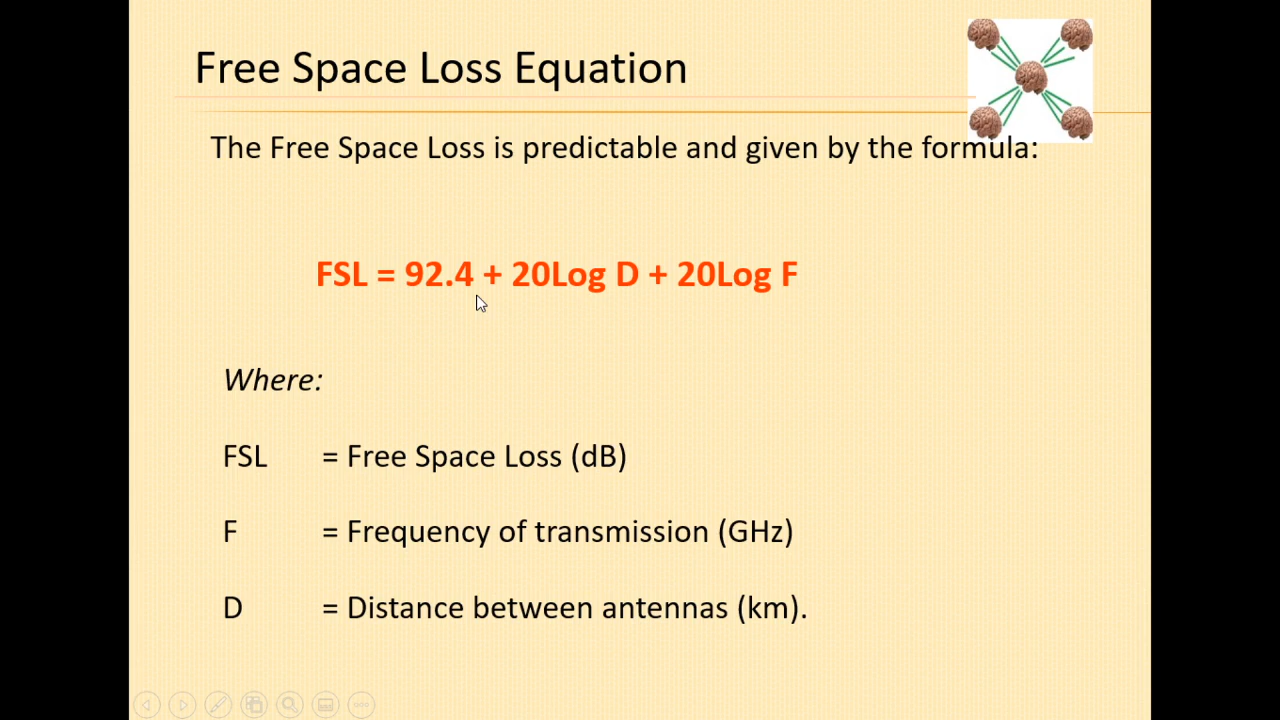 Free Space Loss Equation
The Free Space Loss is predictable and given by the formula:
FSL = 92.4 + 20Log D + 20Log F
Where:
FSL = Free Space Loss (dB)
F = Frequency of transmission (GHz)
D = Distance between antennas (km).